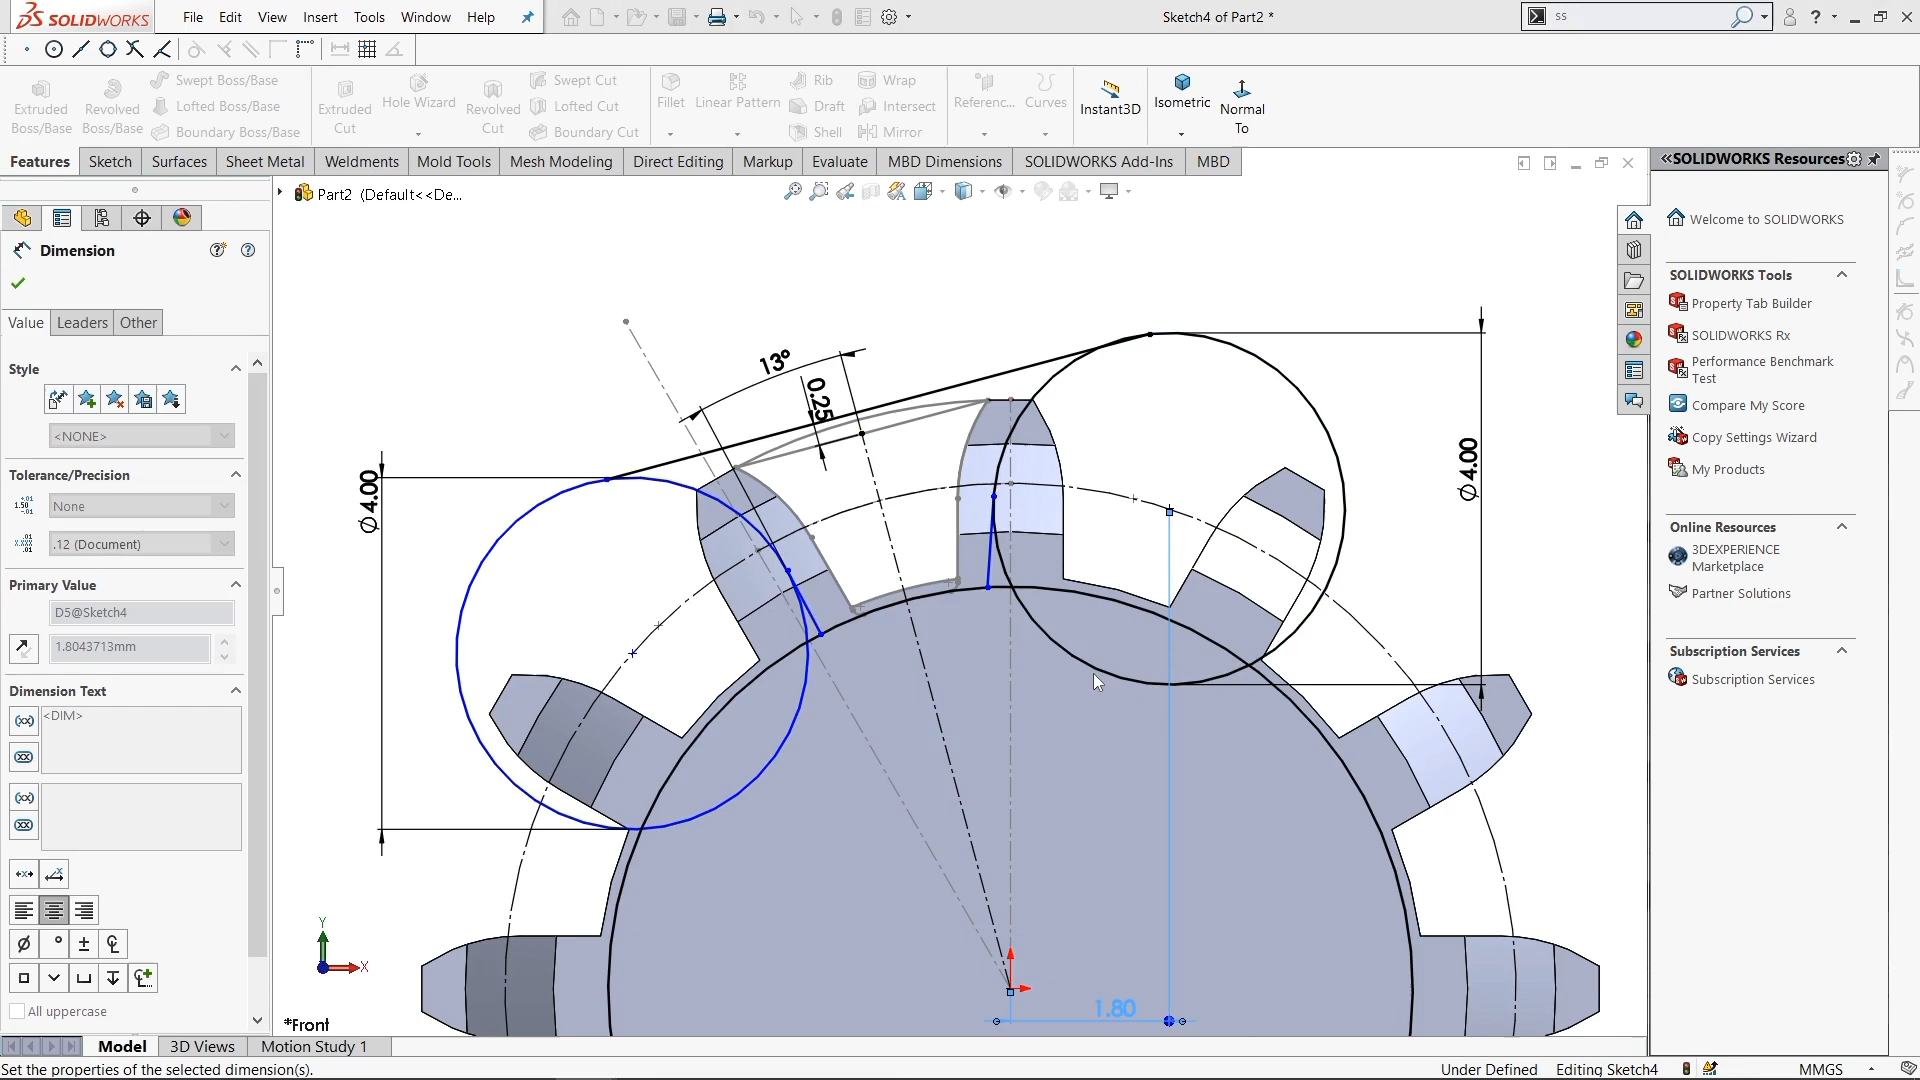 SOLIDWORKS
File Edit View Insert Tools Window Help
Sketch4 of Part2 *
ss
?
Extruded Boss/Base
Revolved Boss/Base
Swept Boss/Base
Lofted Boss/Base
Boundary Boss/Base
Extruded Cut
Hole Wizard
Revolved Cut
Swept Cut
Lofted Cut
Boundary Cut
Fillet
Linear Pattern
Rib
Draft
Shell
Wrap
Intersect
Mirror
Referenc...
Curves
Instant3D
Isometric
Normal To
Features Sketch Surfaces Sheet Metal Weldments Mold Tools Mesh Modeling Direct Editing Markup Evaluate MBD Dimensions SOLIDWORKS Add-Ins MBD
Part2 (Default<<De...
Dimension
Value Leaders Other
Style
<NONE>
Tolerance/Precision
None
.12 (Document)
Primary Value
D5@Sketch4
1.8043713mm
Dimension Text
<DIM>
All uppercase
13°
0.25
⌀4.00
⌀4.00
1.80
Y
X
*Front
SOLIDWORKS Resources
Welcome to SOLIDWORKS
SOLIDWORKS Tools
Property Tab Builder
SOLIDWORKS Rx
Performance Benchmark
Test
Compare My Score
Copy Settings Wizard
My Products
Online Resources
3DEXPERIENCE
Marketplace
Partner Solutions
Subscription Services
Subscription Services
Model 3D Views Motion Study 1
Set the properties of the selected dimension(s).
Under Defined Editing Sketch4 MMGS